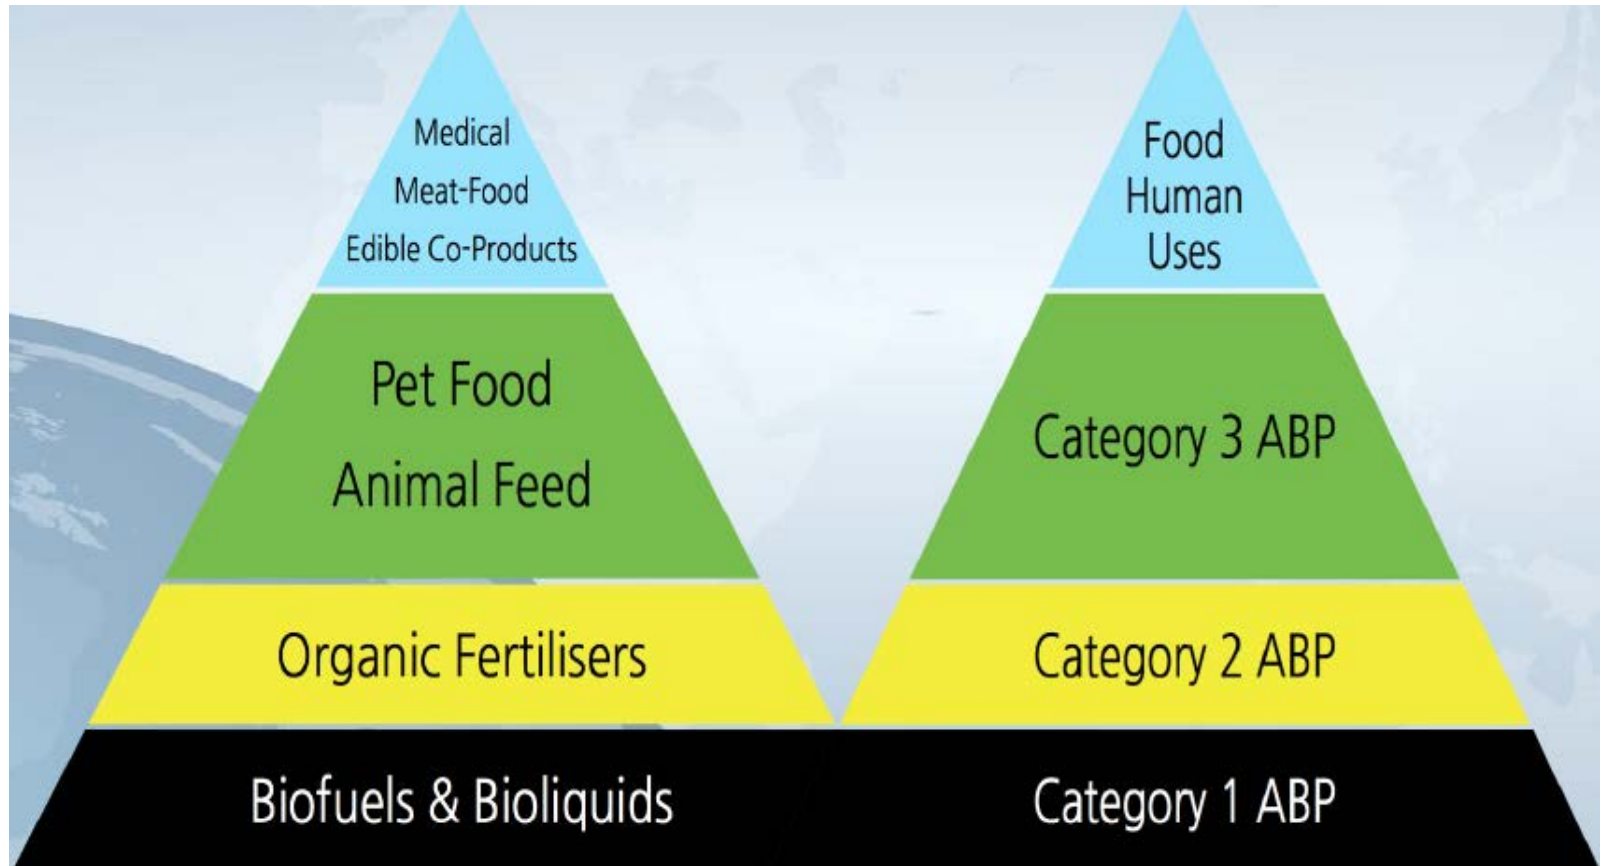 Medical
Meat-Food
Edible Co-Products
Pet Food
Animal Feed
Organic Fertilisers
Biofuels & Bioliquids
Food
Human
Uses
Category 3 ABP
Category 2 ABP
Category 1 ABP